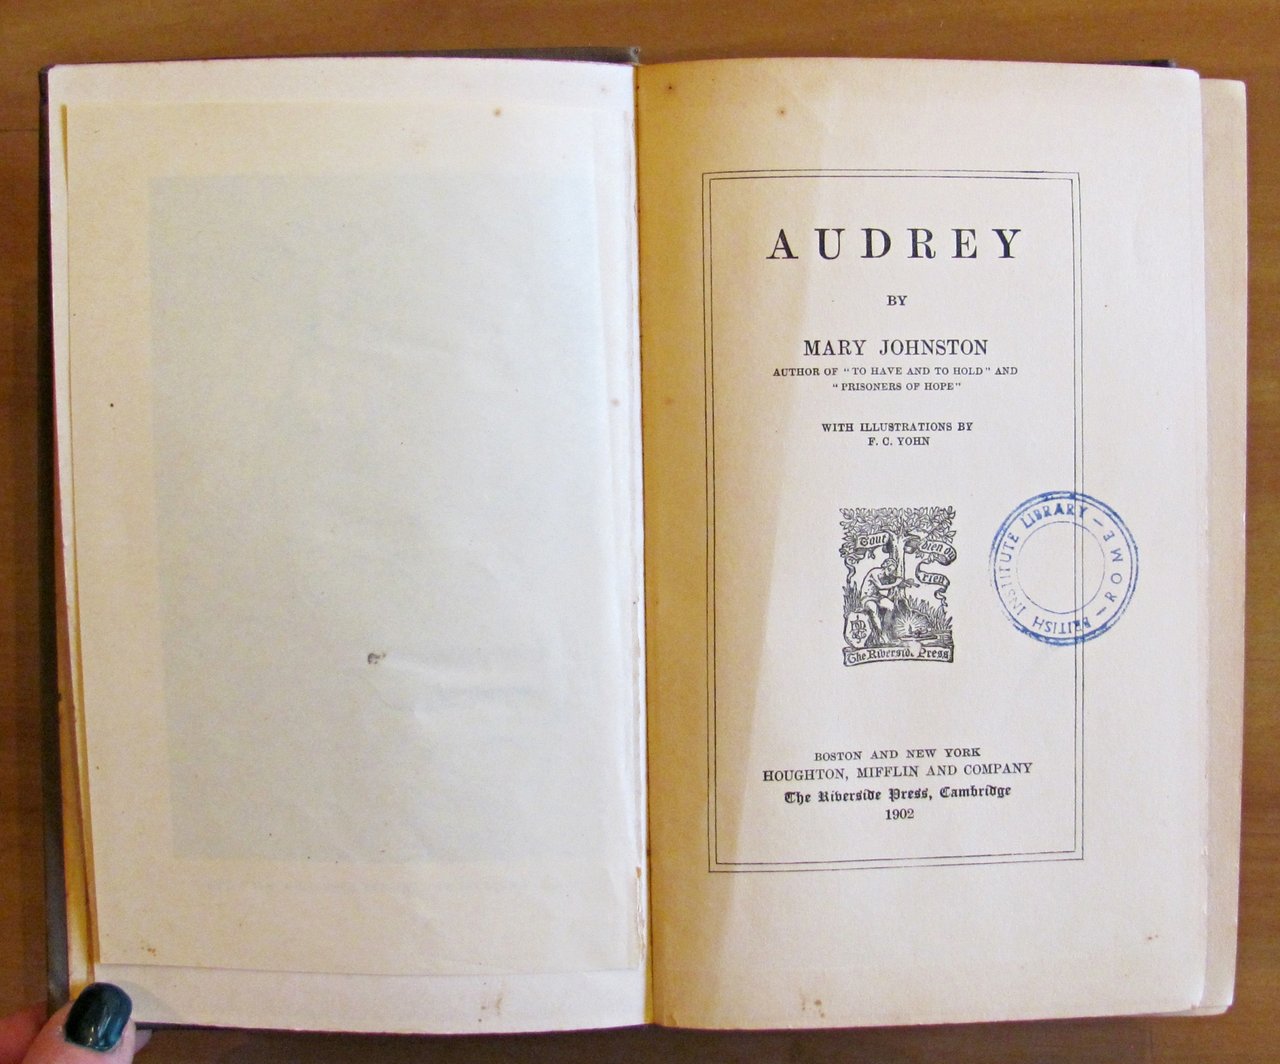 AUDREY
BY
MARY JOHNSTON
AUTHOR OF "TO HAVE AND TO HOLD" AND
"PRISONERS OF HOPE"
WITH ILLUSTRATIONS BY
F. C. YOHN
Tout
bien ou
rien
The Riverside Press
BRITISH INSTITUTE LIBRARY — ROME —
BOSTON AND NEW YORK
HOUGHTON, MIFFLIN AND COMPANY
The Riverside Press, Cambridge
1902